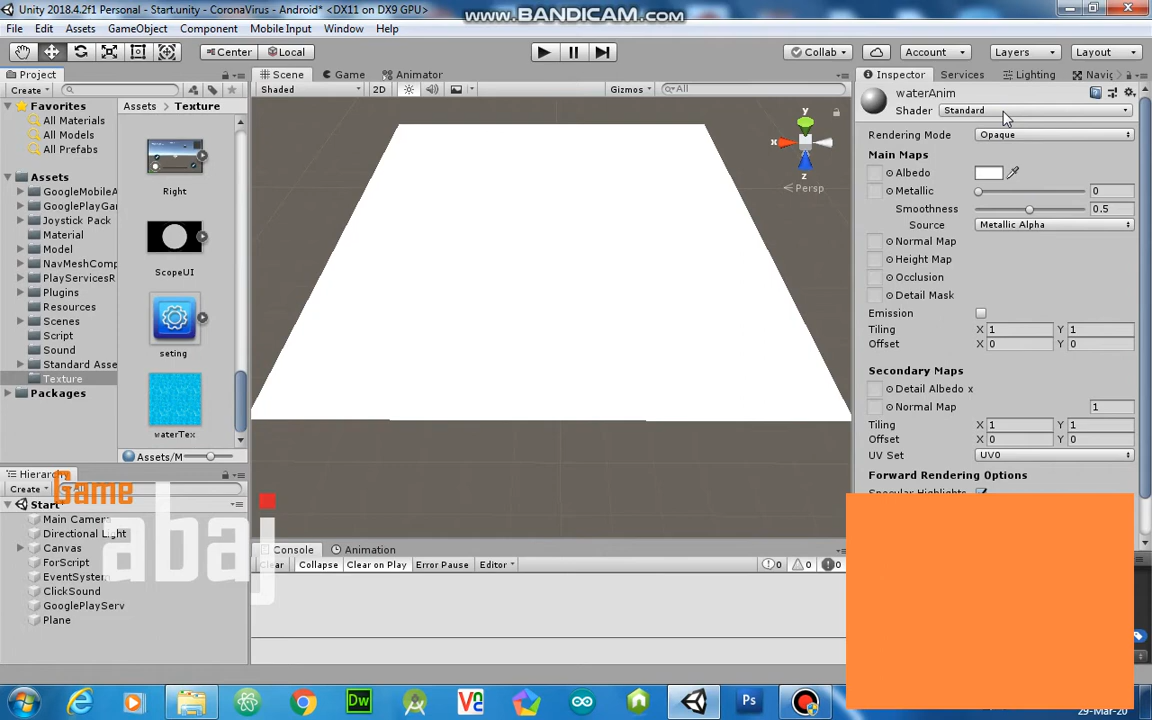 Unity 2018.4.2f1 Personal - Start.unity - CoronaVirus - Android* <DX11 on DX9 GPU>
www.BANDICAM.com
File Edit Assets GameObject Component Mobile Input Window Help
Center Local Collab Account Layers Layout
Project Scene Game Animator Inspector Services Lighting Navig
Create Shaded 2D Gizmos All waterAnim
Favorites Assets Texture Shader Standard
All Materials
All Models
All Prefabs
Rendering Mode Opaque
Main Maps
Albedo
Metallic 0
Smoothness 0.5
Source Metallic Alpha
Normal Map
Height Map
Occlusion
Detail Mask
Emission
Tiling X 1 Y 1
Offset X 0 Y 0
Secondary Maps
Detail Albedo x
Normal Map 1
Tiling X 1 Y 1
Offset X 0 Y 0
UV Set UV0
Forward Rendering Options
y
x
z
Persp
Assets
GoogleMobileA
GooglePlayGan
Joystick Pack
Material
Model
NavMeshComp
PlayServicesR
Plugins
Resources
Scenes
Script
Sound
Standard Asse
Texture
Packages
Right
ScopeUI
seting
waterTex
Assets/M
Hierarchy
Create
Start
Main Camera
Directional Light
Canvas
ForScript
EventSystem
ClickSound
GooglePlayServ
Plane
Game
abaj
Console Animation
Clear Collapse Clear on Play Error Pause Editor 0 0 0
Dw
Ps
29-Mar-20